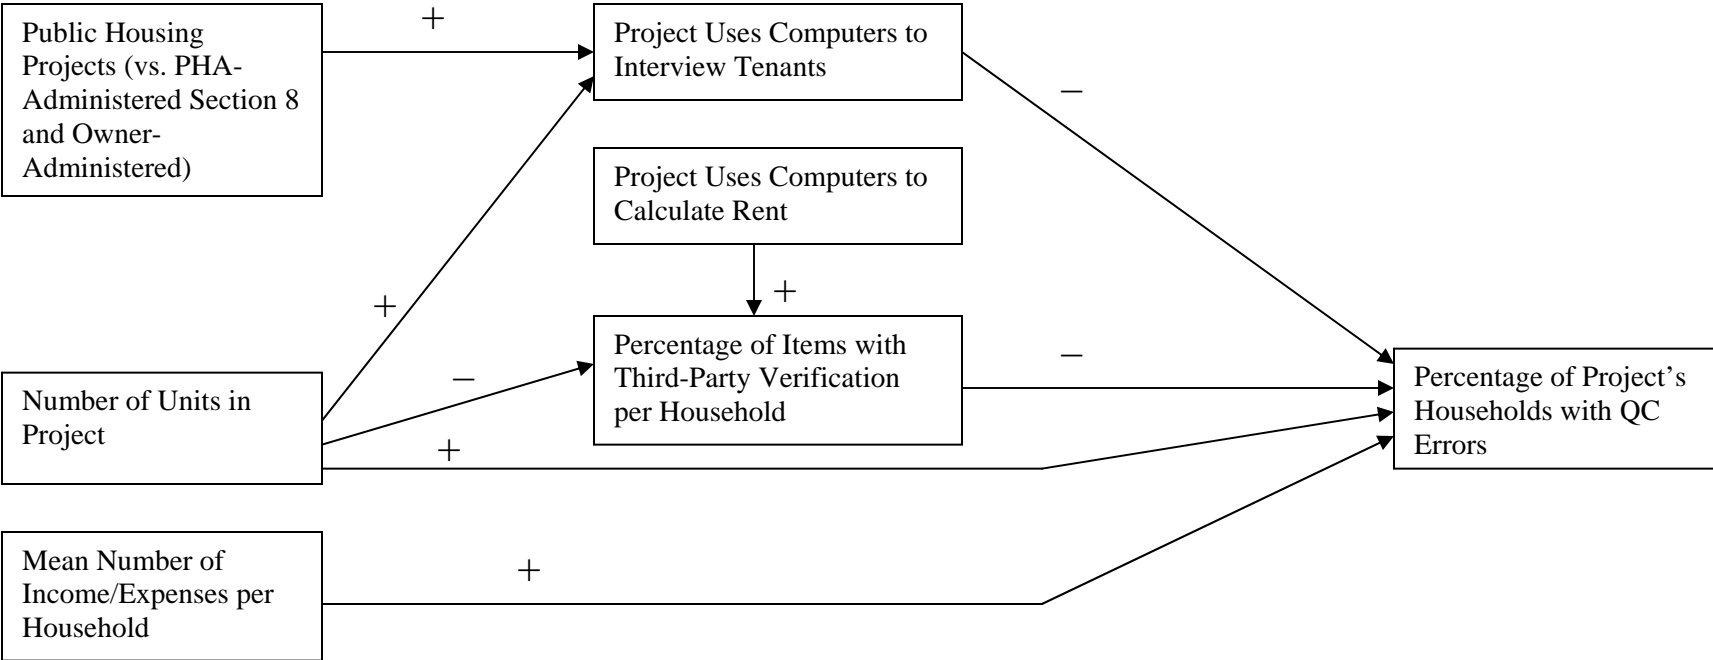 Public Housing
Projects (vs. PHA-
Administered Section 8
and Owner-
Administered)
+
Project Uses Computers to
Interview Tenants
–
Project Uses Computers to
Calculate Rent
+
+
Percentage of Items with
Third-Party Verification
per Household
–
–
Number of Units in
Project
+
Percentage of Project’s
Households with QC
Errors
Mean Number of
Income/Expenses per
Household
+